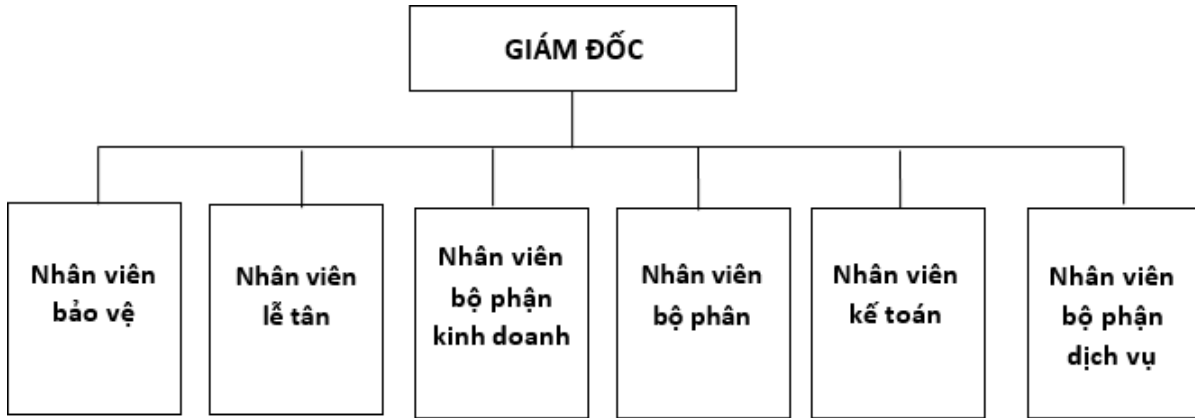 GIÁM ĐỐC
Nhân viên
bảo vệ
Nhân viên
lễ tân
Nhân viên
bộ phận
kinh doanh
Nhân viên
bộ phân
Nhân viên
kế toán
Nhân viên
bộ phận
dịch vụ